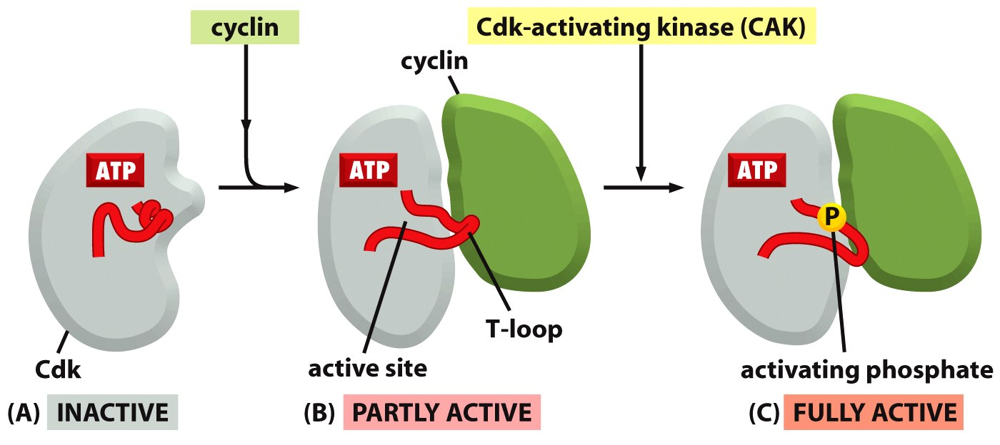 cyclin
Cdk-activating kinase (CAK)
cyclin
ATP
ATP
ATP
P
T-loop
Cdk
active site
activating phosphate
(A) INACTIVE
(B) PARTLY ACTIVE
(C) FULLY ACTIVE